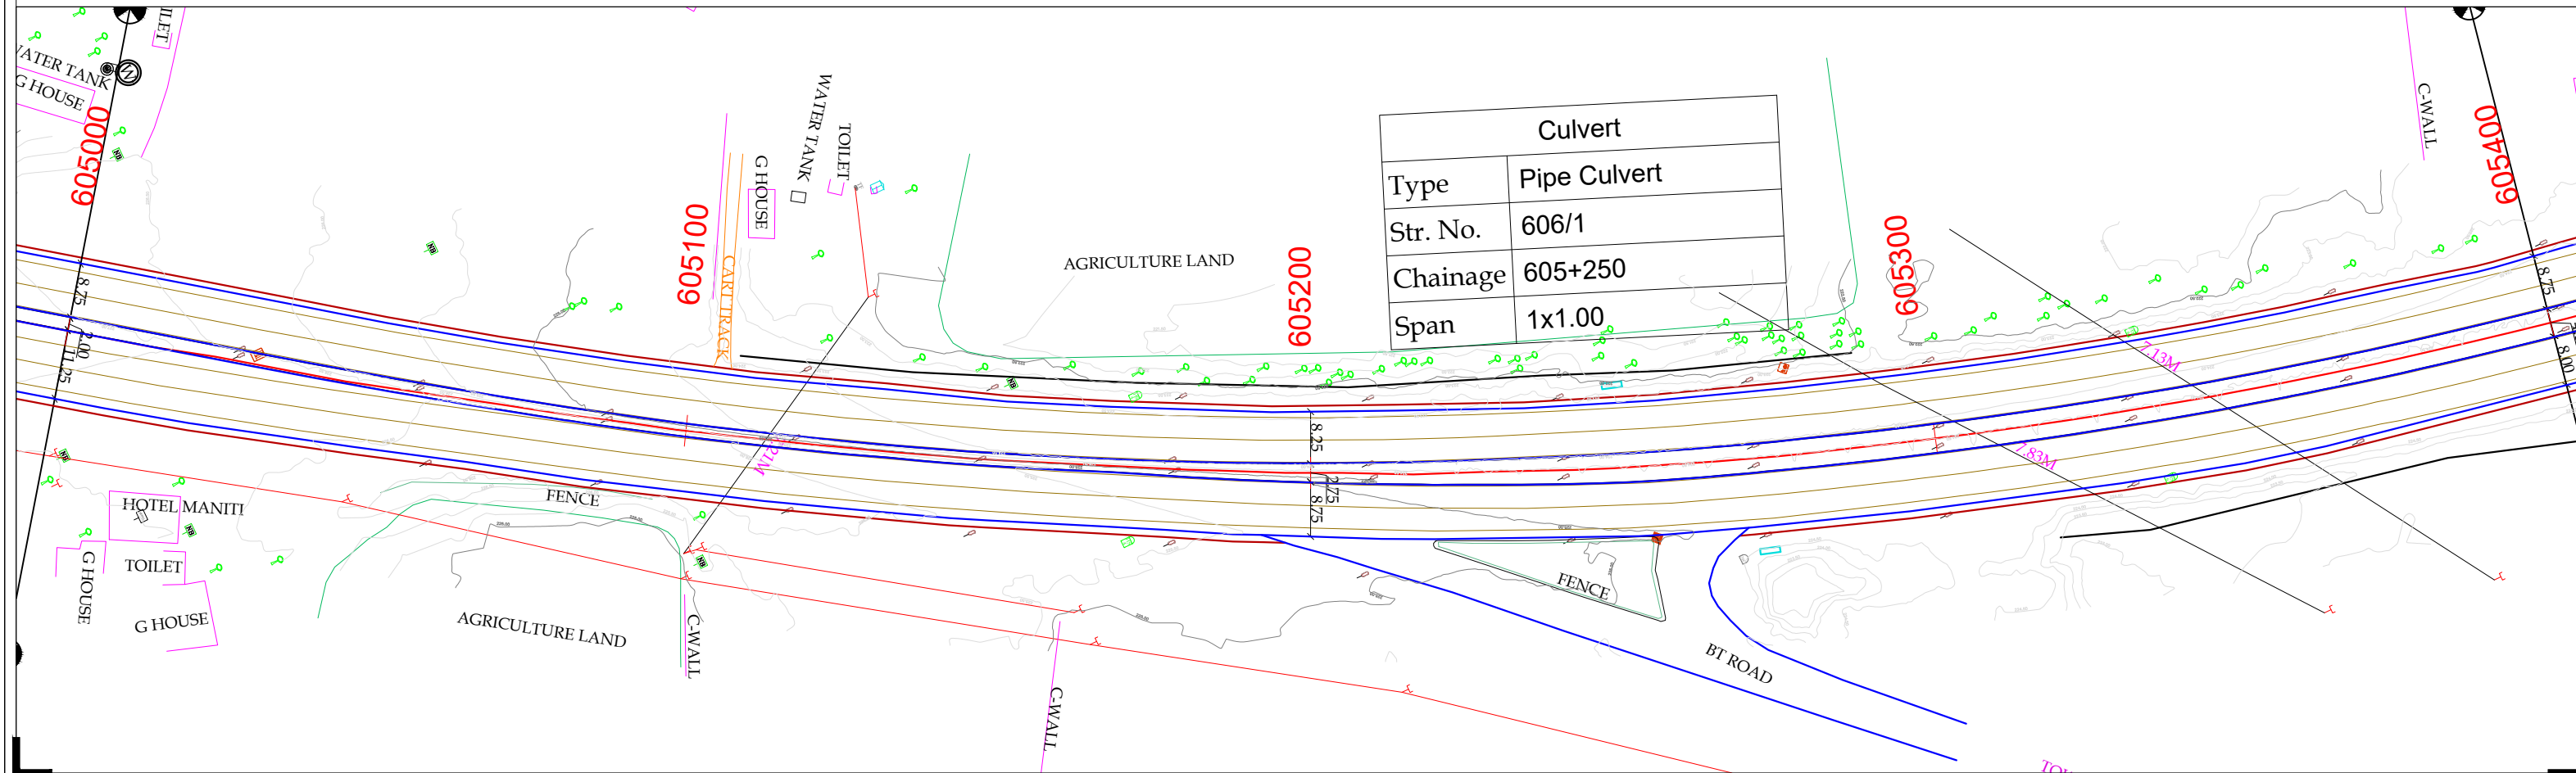 WATER TANK
W
G HOUSE
605000
WATER TANK
TOILET
G HOUSE
605100
CART TRACK
AGRICULTURE LAND
605200
Culvert
Type Pipe Culvert
Str. No. 606/1
Chainage 605+250
Span 1x1.00
605300
C-WALL
605400
8.75
2.00
11.25
8.25
2.75
8.75
7.13M
7.83M
8.75
8.00
HOTEL MANITI
G HOUSE
TOILET
G HOUSE
FENCE
AGRICULTURE LAND
C-WALL
C-WALL
FENCE
BT ROAD